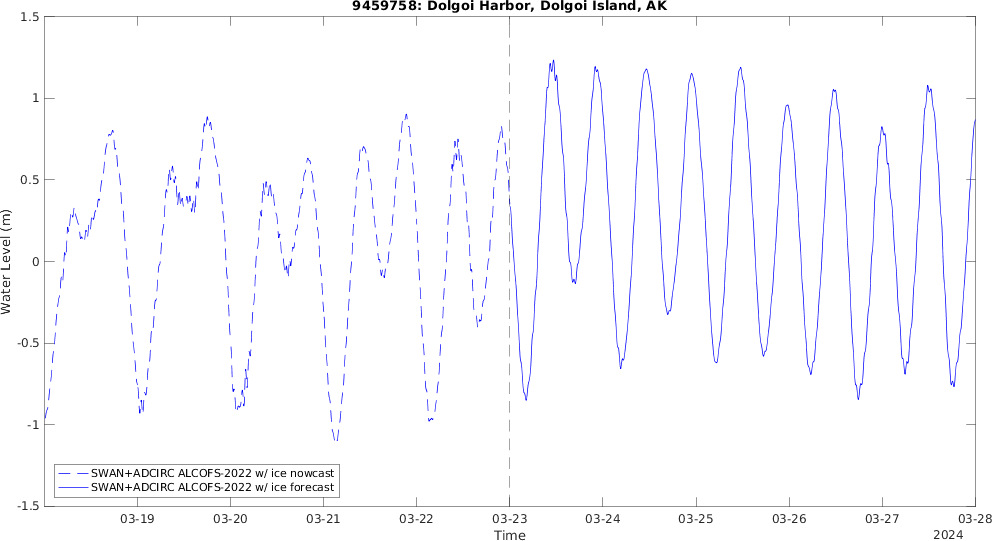 9459758: Dolgoi Harbor, Dolgoi Island, AK
1.5
1
0.5
0
-0.5
-1
-1.5
Water Level (m)
SWAN+ADCIRC ALCOFS-2022 w/ ice nowcast
SWAN+ADCIRC ALCOFS-2022 w/ ice forecast
03-19 03-20 03-21 03-22 03-23 03-24 03-25 03-26 03-27 03-28
Time
2024